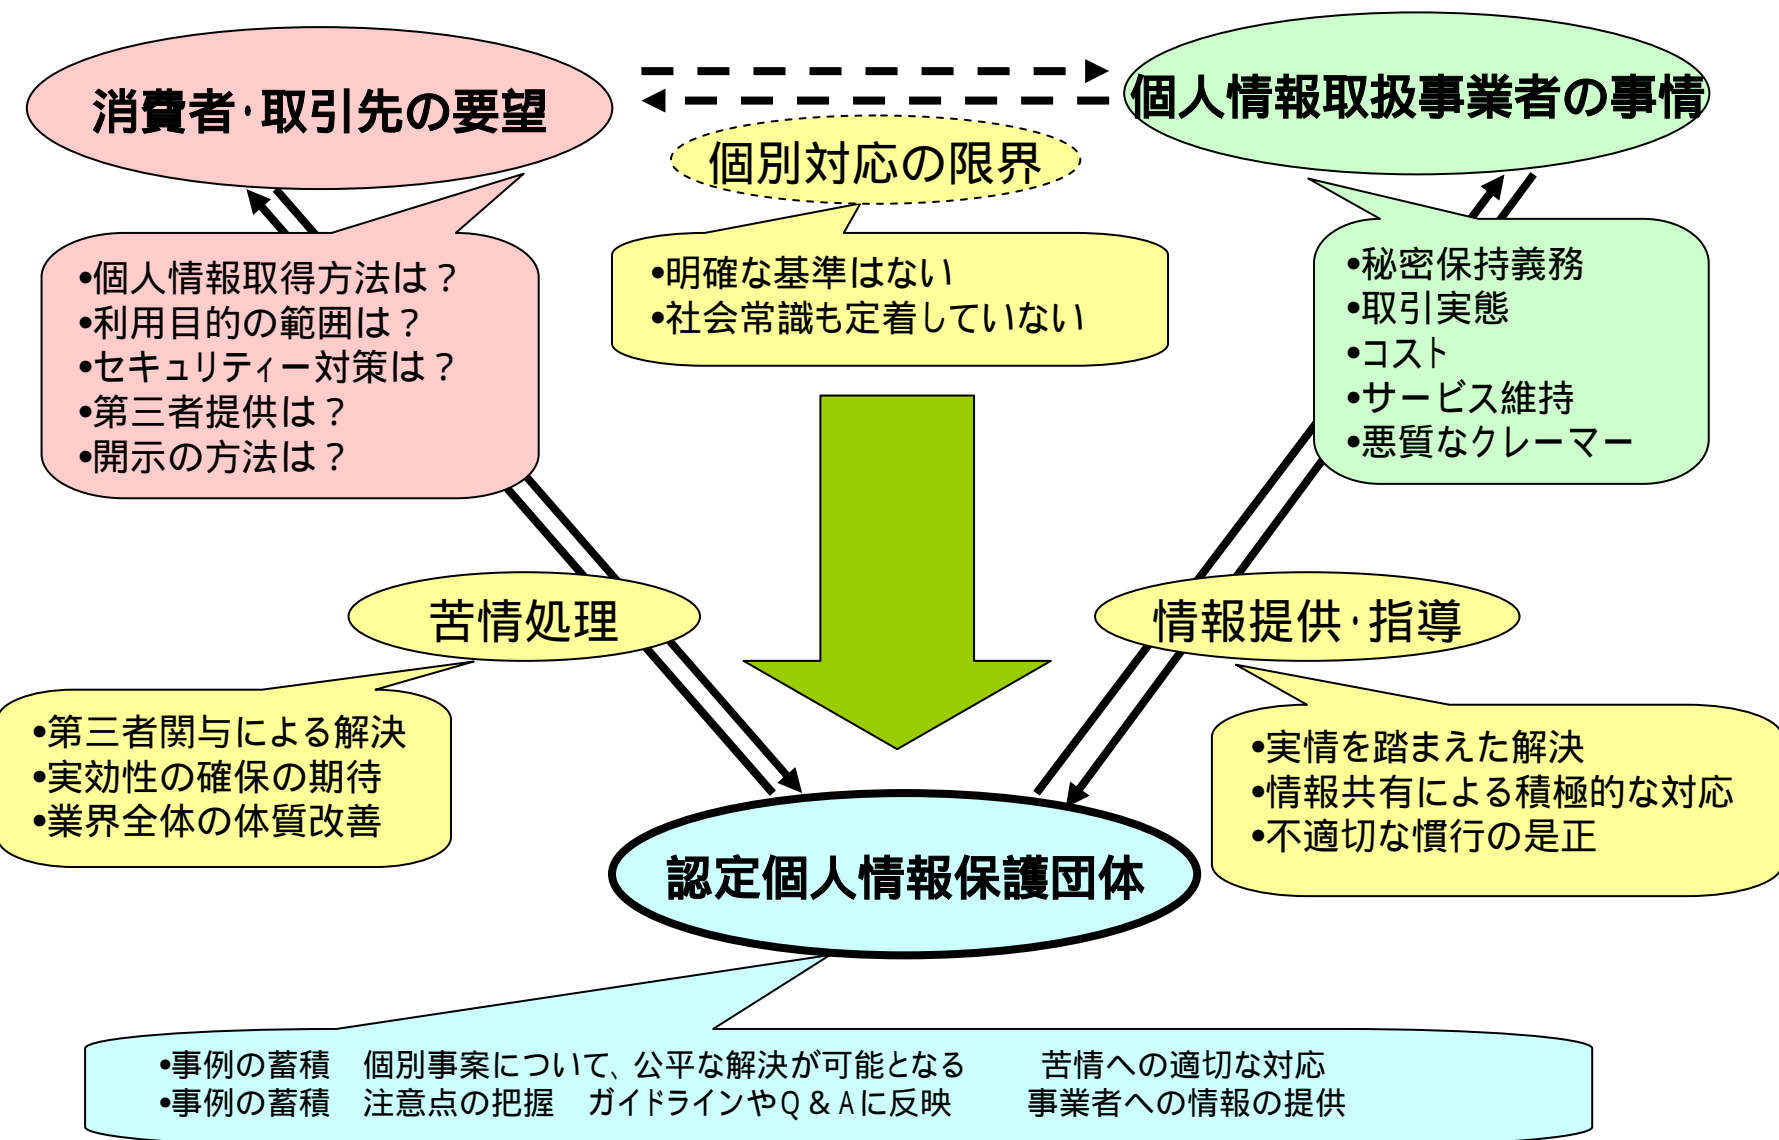 消費者・取引先の要望
個人情報取扱事業者の事情
個別対応の限界
•明確な基準はない
•社会常識も定着していない
•個人情報取得方法は？
•利用目的の範囲は？
•セキュリティー対策は？
•第三者提供は？
•開示の方法は？
•秘密保持義務
•取引実態
•コスト
•サービス維持
•悪質なクレーマー
苦情処理
情報提供・指導
•第三者関与による解決
•実効性の確保の期待
•業界全体の体質改善
•実情を踏まえた解決
•情報共有による積極的な対応
•不適切な慣行の是正
認定個人情報保護団体
•事例の蓄積　個別事案について、公平な解決が可能となる　　苦情への適切な対応
•事例の蓄積　注意点の把握　ガイドラインやＱ＆Ａに反映　　事業者への情報の提供